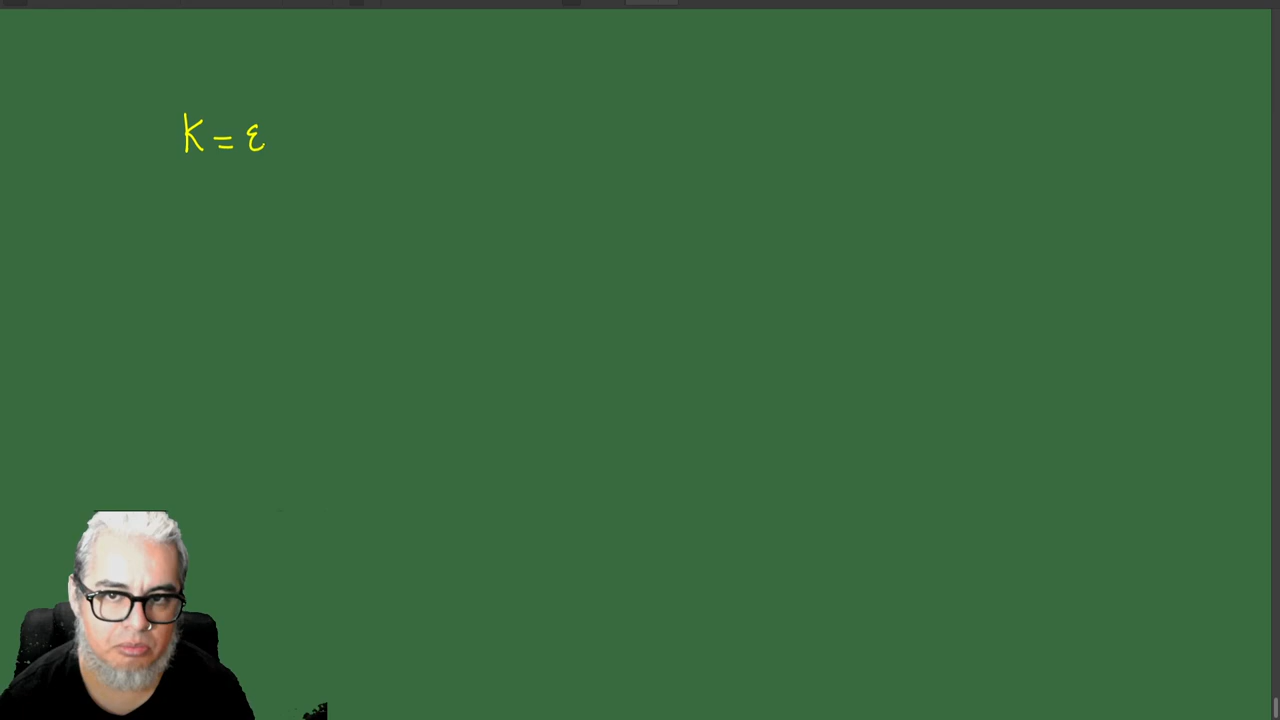 K = ε